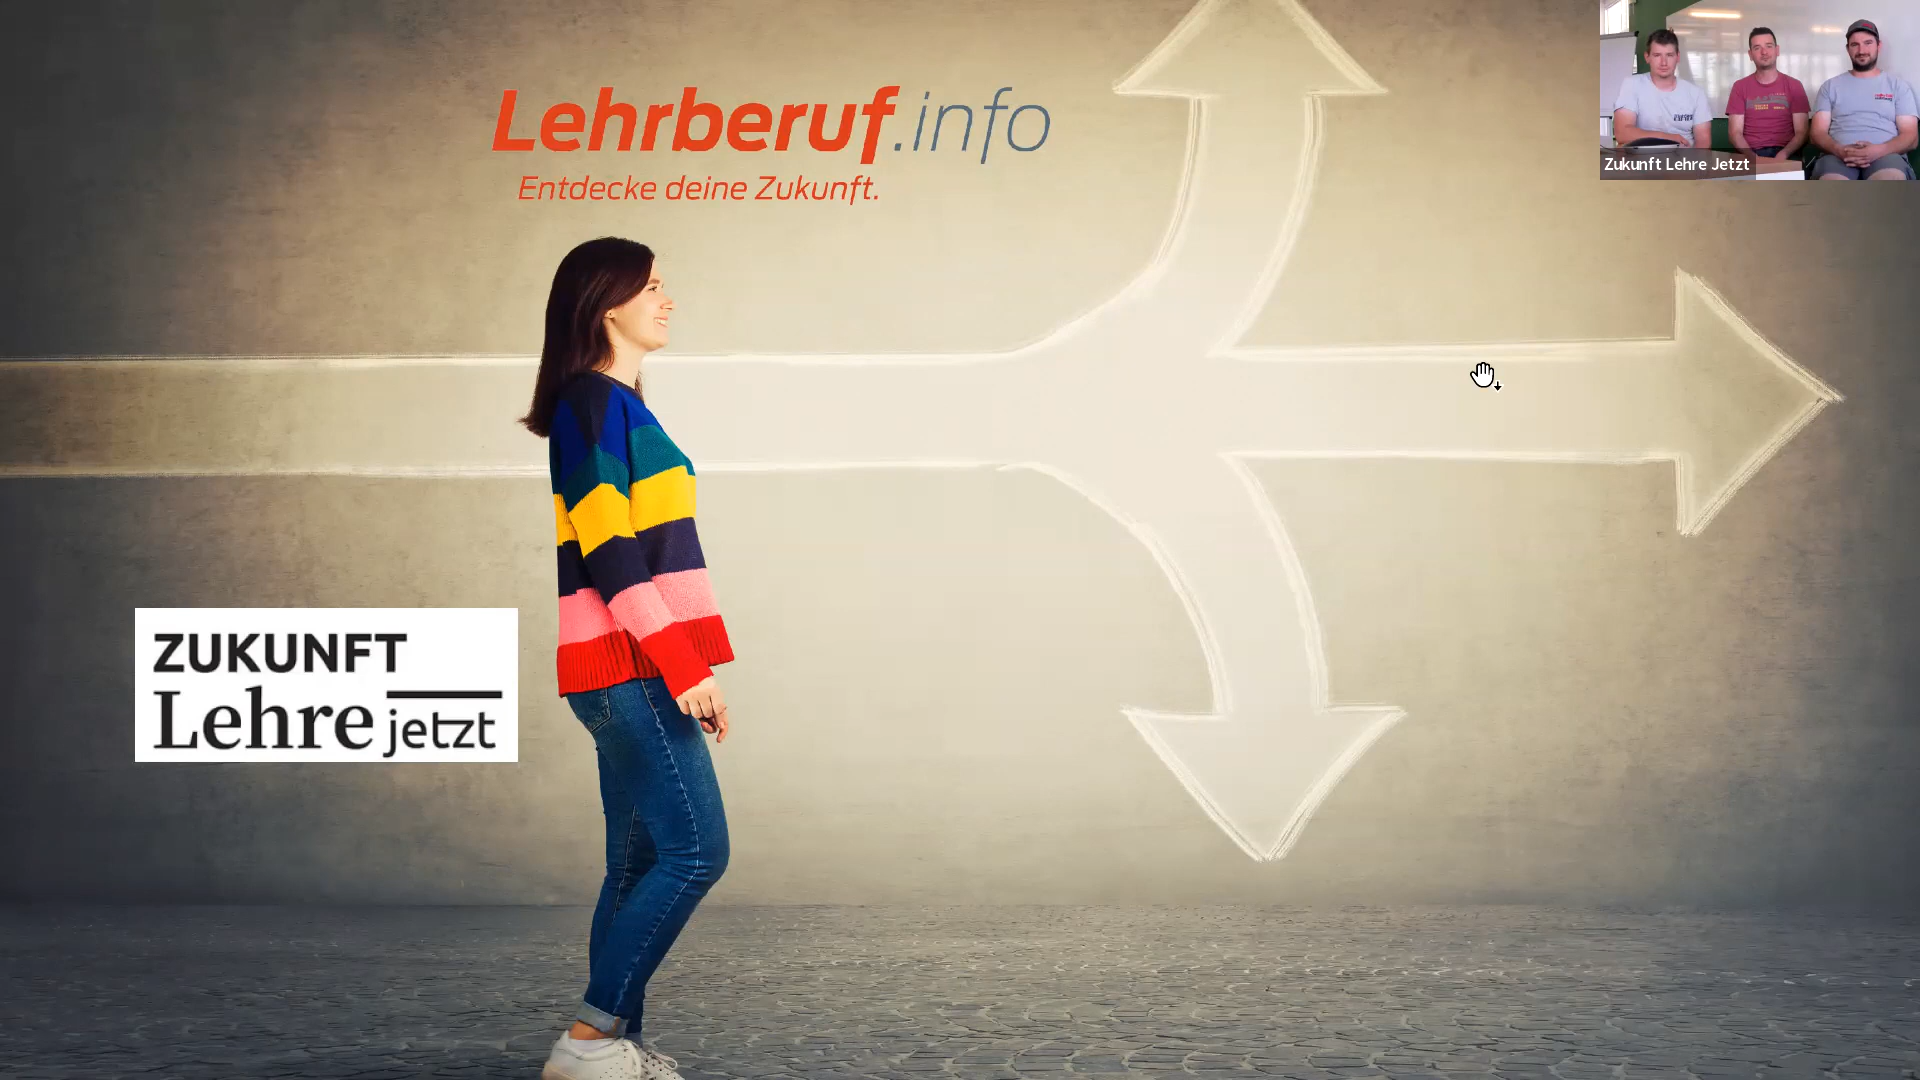 Lehrberuf.info
Entdecke deine Zukunft.
Zukunft Lehre Jetzt
ZUKUNFT
Lehre jetzt